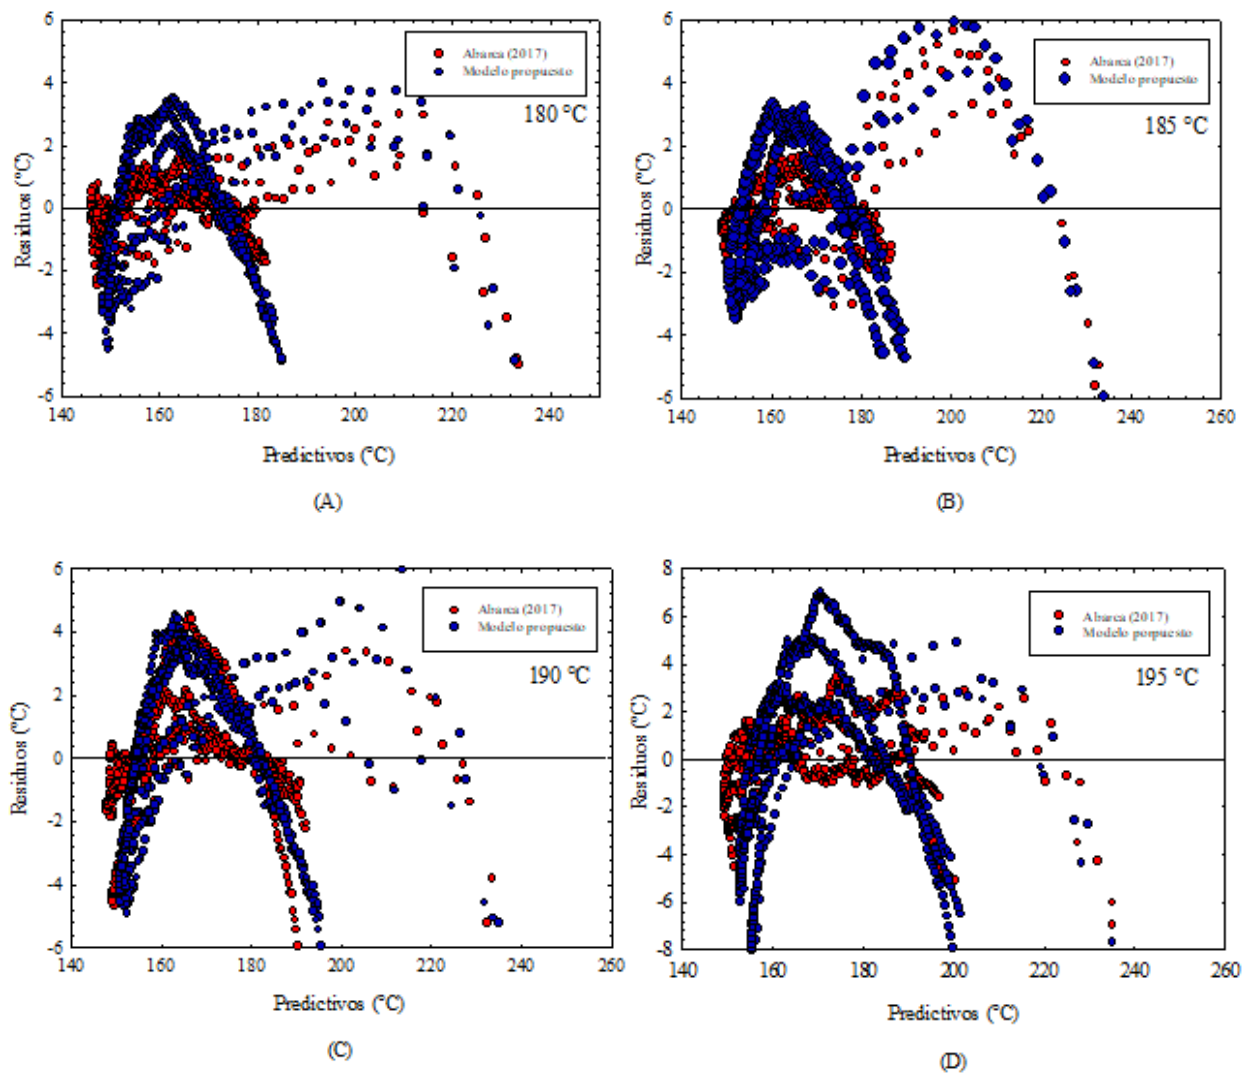 6
4
2
0
-2
-4
-6
Residuos (°C)
Abarca (2017)
Modelo propuesto
180 °C
140 160 180 200 220 240
Predictivos (°C)
(A)
6
4
2
0
-2
-4
-6
Residuos (°C)
Abarca (2017)
Modelo propuesto
185 °C
140 160 180 200 220 240 260
Predictivos (°C)
(B)
6
4
2
0
-2
-4
-6
Residuos (°C)
Abarca (2017)
Modelo propuesto
190 °C
140 160 180 200 220 240 260
Predictivos (°C)
(C)
8
6
4
2
0
-2
-4
-6
-8
Residuos (°C)
Abarca (2017)
Modelo porpuesto
195 °C
140 160 180 200 220 240 260
Predictivos (°C)
(D)